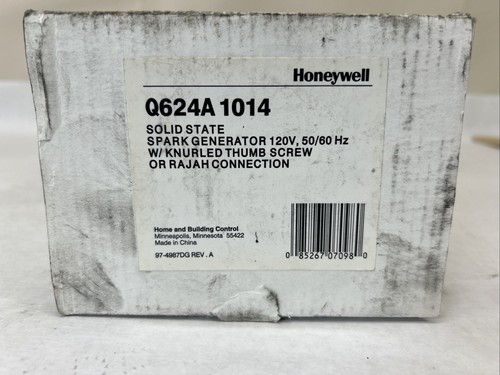 Honeywell
Q624A 1014
SOLID STATE
SPARK GENERATOR 120V, 50/60 Hz
W/ KNURLED THUMB SCREW
OR RAJAH CONNECTION
Home and Building Control
Minneapolis, Minnesota 55422
Made in China
97-4987DG REV. A
0 85267 07098 0